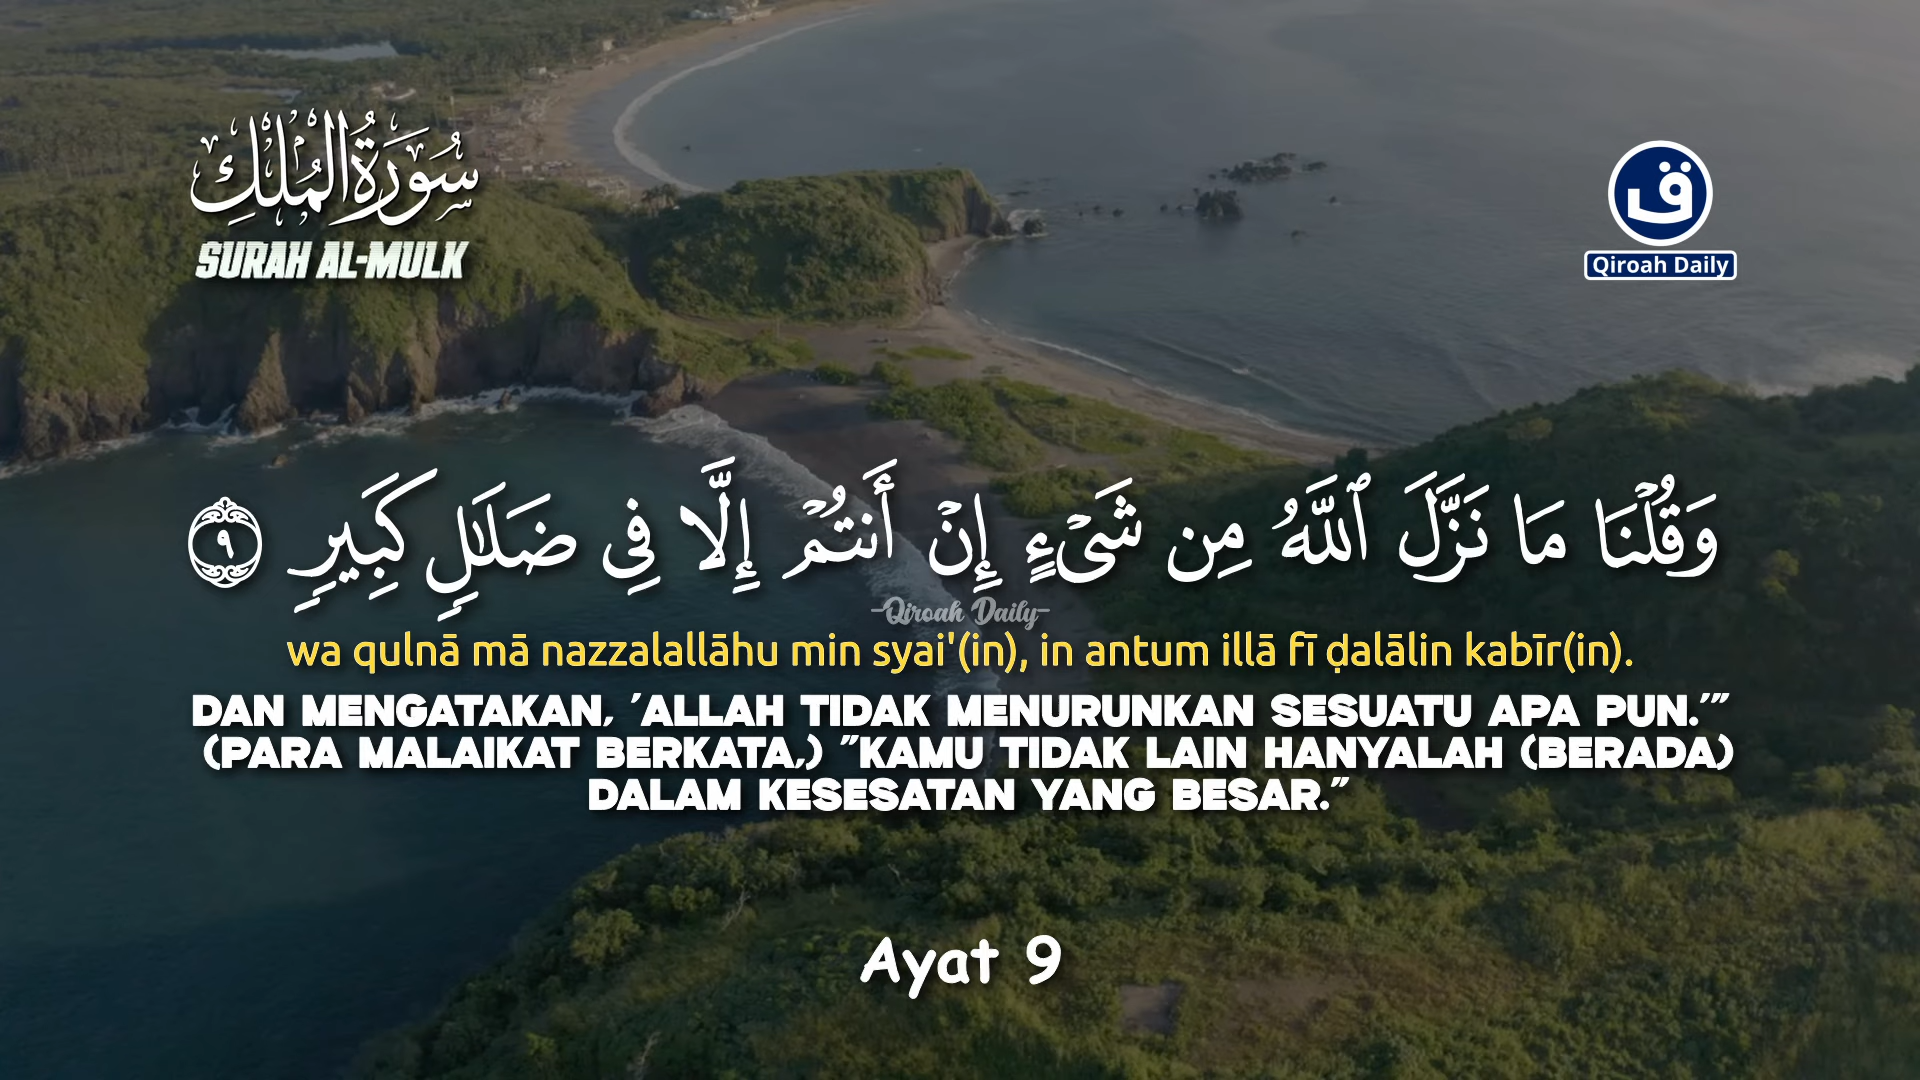 سُورَةُ الْمُلْكِ
SURAH AL-MULK
ق
Qiroah Daily
وَقُلْنَا مَا نَزَّلَ ٱللَّهُ مِن شَىْءٍ إِنْ أَنتُمْ إِلَّا فِى ضَلَـٰلٍ كَبِيرٍ ٩
-Qiroah Daily-
wa qulnā mā nazzalallāhu min syai'(in), in antum illā fī ḍalālin kabīr(in).
DAN MENGATAKAN, 'ALLAH TIDAK MENURUNKAN SESUATU APA PUN.'"
(PARA MALAIKAT BERKATA,) "KAMU TIDAK LAIN HANYALAH (BERADA)
DALAM KESESATAN YANG BESAR."
Ayat 9